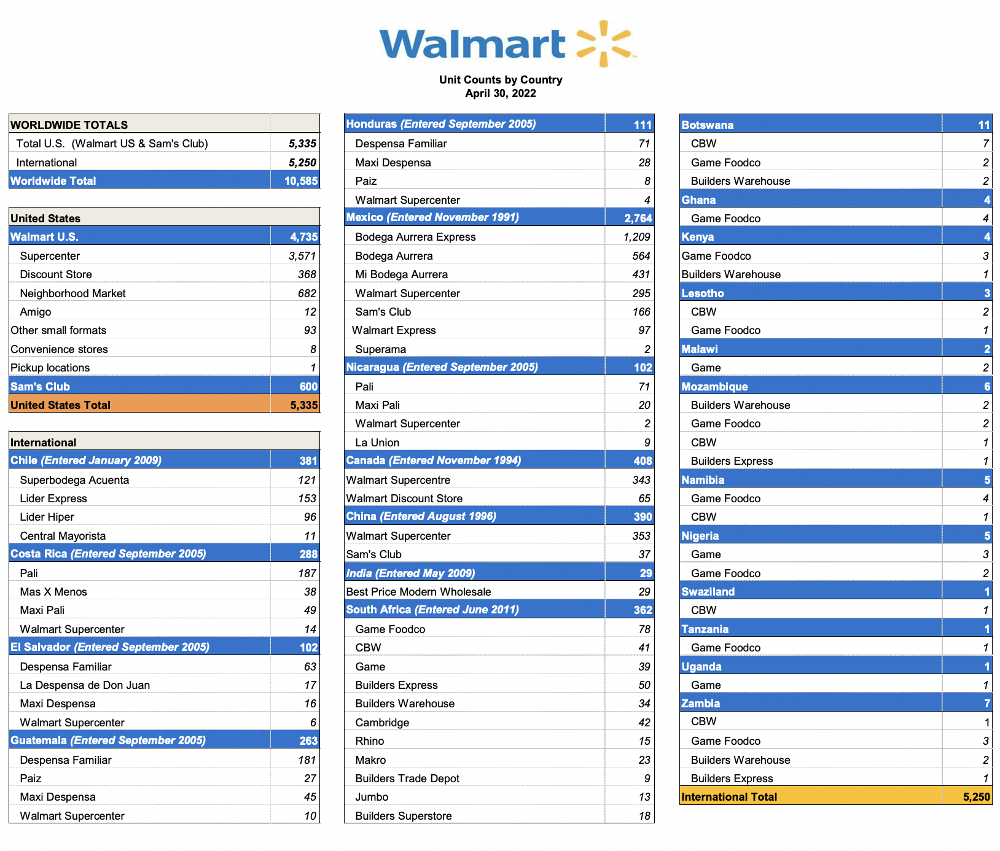 Walmart
Unit Counts by Country
April 30, 2022
WORLDWIDE TOTALS
Total U.S. (Walmart US & Sam's Club) 5,335
International 5,250
Worldwide Total 10,585
United States
Walmart U.S. 4,735
Supercenter 3,571
Discount Store 368
Neighborhood Market 682
Amigo 12
Other small formats 93
Convenience stores 8
Pickup locations 1
Sam's Club 600
United States Total 5,335
International
Chile (Entered January 2009) 381
Superbodega Acuenta 121
Lider Express 153
Lider Hiper 96
Central Mayorista 11
Costa Rica (Entered September 2005) 288
Pali 187
Mas X Menos 38
Maxi Pali 49
Walmart Supercenter 14
El Salvador (Entered September 2005) 102
Despensa Familiar 63
La Despensa de Don Juan 17
Maxi Despensa 16
Walmart Supercenter 6
Guatemala (Entered September 2005) 263
Despensa Familiar 181
Paiz 27
Maxi Despensa 45
Walmart Supercenter 10
Honduras (Entered September 2005) 111
Despensa Familiar 71
Maxi Despensa 28
Paiz 8
Walmart Supercenter 4
Mexico (Entered November 1991) 2,764
Bodega Aurrera Express 1,209
Bodega Aurrera 564
Mi Bodega Aurrera 431
Walmart Supercenter 295
Sam's Club 166
Walmart Express 97
Superama 2
Nicaragua (Entered September 2005) 102
Pali 71
Maxi Pali 20
Walmart Supercenter 2
La Union 9
Canada (Entered November 1994) 408
Walmart Supercentre 343
Walmart Discount Store 65
China (Entered August 1996) 390
Walmart Supercenter 353
Sam's Club 37
India (Entered May 2009) 29
Best Price Modern Wholesale 29
South Africa (Entered June 2011) 362
Game Foodco 78
CBW 41
Game 39
Builders Express 50
Builders Warehouse 34
Cambridge 42
Rhino 15
Makro 23
Builders Trade Depot 9
Jumbo 13
Builders Superstore 18
Botswana 11
CBW 7
Game Foodco 2
Builders Warehouse 2
Ghana 4
Game Foodco 4
Kenya 4
Game Foodco 3
Builders Warehouse 1
Lesotho 3
CBW 2
Game Foodco 1
Malawi 2
Game 2
Mozambique 6
Builders Warehouse 2
Game Foodco 2
CBW 1
Builders Express 1
Namibia 5
Game Foodco 4
CBW 1
Nigeria 5
Game 3
Game Foodco 2
Swaziland 1
CBW 1
Tanzania 1
Game Foodco 1
Uganda 1
Game 1
Zambia 7
CBW 1
Game Foodco 3
Builders Warehouse 2
Builders Express 1
International Total 5,250